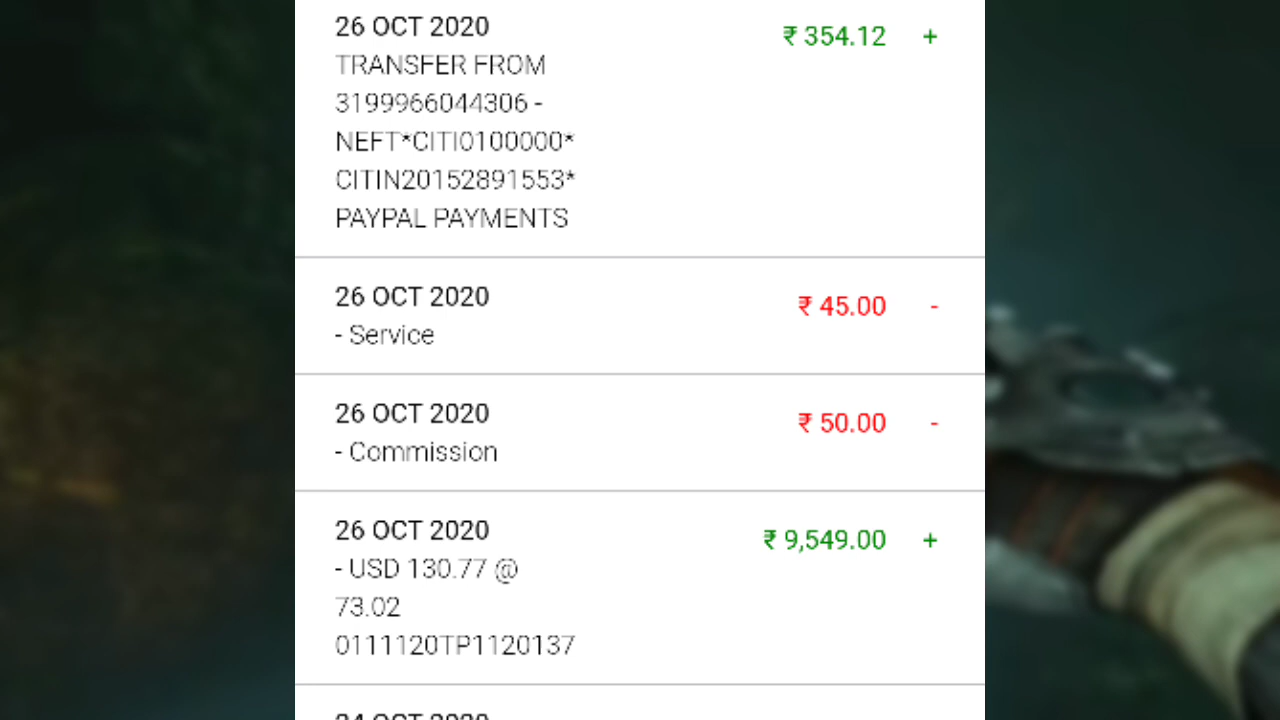 26 OCT 2020
₹ 354.12 +
TRANSFER FROM
3199966044306 -
NEFT*CITI0100000*
CITIN20152891553*
PAYPAL PAYMENTS
26 OCT 2020
₹ 45.00 -
- Service
26 OCT 2020
₹ 50.00 -
- Commission
26 OCT 2020
₹ 9,549.00 +
- USD 130.77 @
73.02
0111120TP1120137